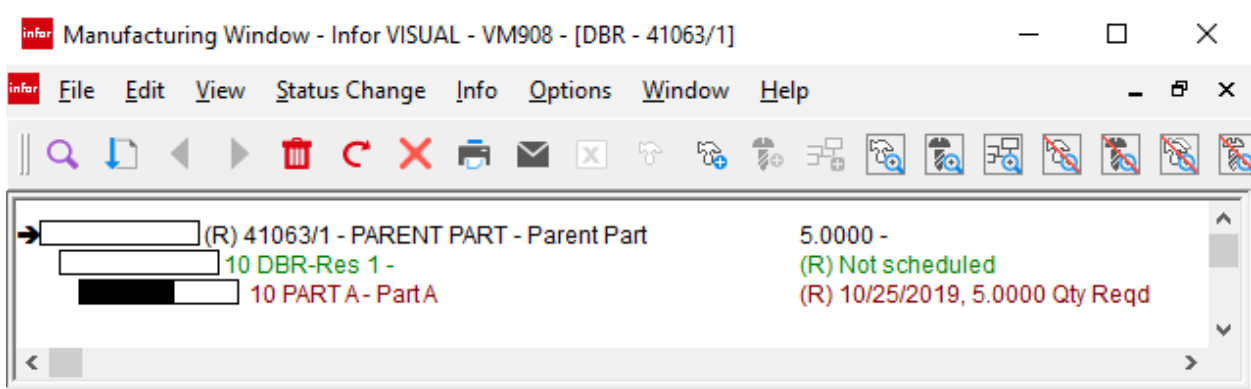 infor Manufacturing Window - Infor VISUAL - VM908 - [DBR - 41063/1]
infor File Edit View Status Change Info Options Window Help
(R) 41063/1 - PARENT PART - Parent Part 5.0000 -
10 DBR-Res 1 - (R) Not scheduled
10 PART A - Part A (R) 10/25/2019, 5.0000 Qty Reqd